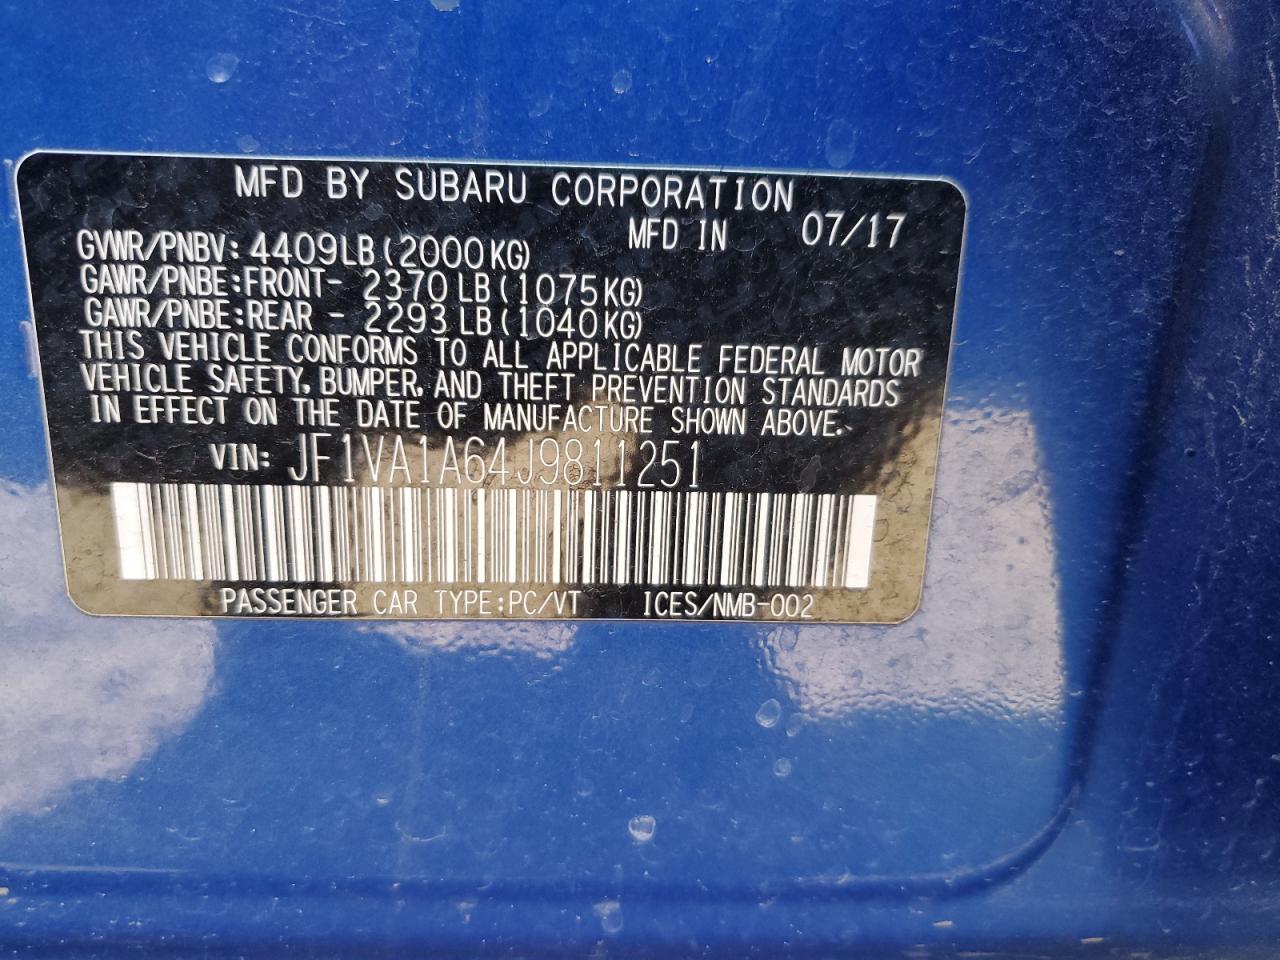 MFD BY SUBARU CORPORATION
MFD IN 07/17
GVWR/PNBV: 4409LB (2000KG)
GAWR/PNBE:FRONT- 2370 LB (1075KG)
GAWR/PNBE:REAR - 2293 LB (1040KG)
THIS VEHICLE CONFORMS TO ALL APPLICABLE FEDERAL MOTOR
VEHICLE SAFETY, BUMPER, AND THEFT PREVENTION STANDARDS
IN EFFECT ON THE DATE OF MANUFACTURE SHOWN ABOVE.
VIN: JF1VA1A64J9811251
PASSENGER CAR TYPE:PC/VT ICES/NMB-002